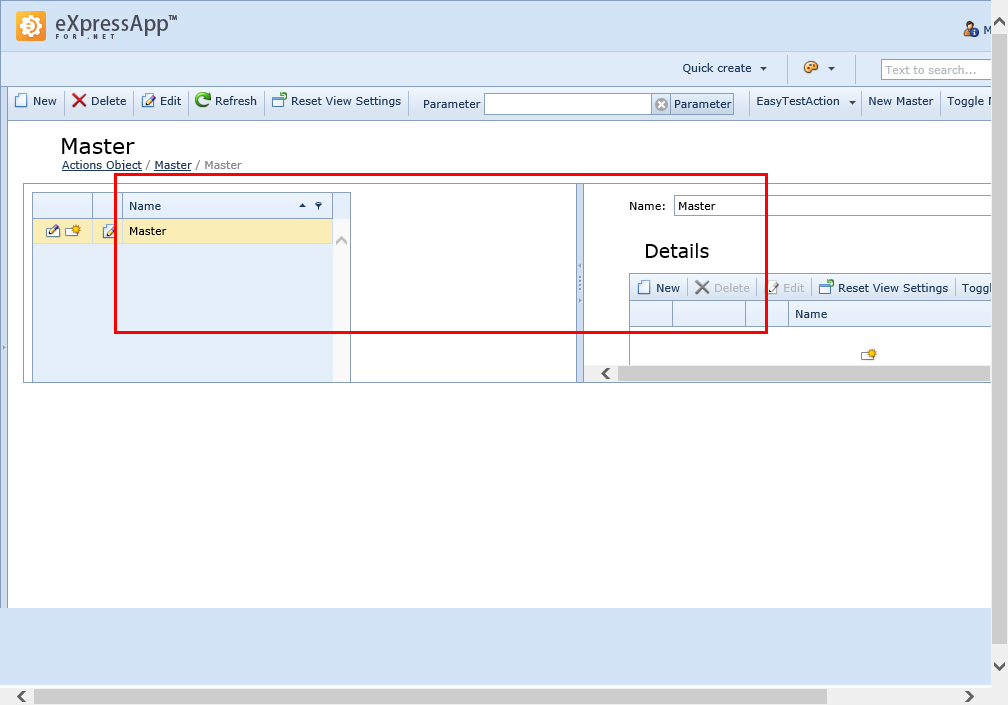 eXpressApp™
FOR .NET
M
Quick create
Text to search...
New Delete Edit Refresh Reset View Settings Parameter Parameter EasyTestAction New Master Toggle
Master
Actions Object / Master / Master
Name
Master
Name: Master
Details
New Delete Edit Reset View Settings Toggl
Name